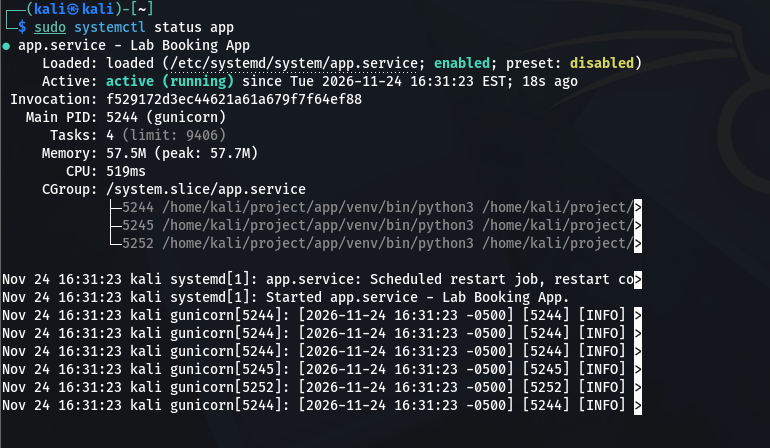 ┌──(kali㉿kali)-[~]
└─$ sudo systemctl status app
● app.service - Lab Booking App
Loaded: loaded (/etc/systemd/system/app.service; enabled; preset: disabled)
Active: active (running) since Tue 2026-11-24 16:31:23 EST; 18s ago
Invocation: f529172d3ec44621a61a679f7f64ef88
Main PID: 5244 (gunicorn)
Tasks: 4 (limit: 9406)
Memory: 57.5M (peak: 57.7M)
CPU: 519ms
CGroup: /system.slice/app.service
├─5244 /home/kali/project/app/venv/bin/python3 /home/kali/project/>
├─5245 /home/kali/project/app/venv/bin/python3 /home/kali/project/>
└─5252 /home/kali/project/app/venv/bin/python3 /home/kali/project/>
Nov 24 16:31:23 kali systemd[1]: app.service: Scheduled restart job, restart co>
Nov 24 16:31:23 kali systemd[1]: Started app.service - Lab Booking App.
Nov 24 16:31:23 kali gunicorn[5244]: [2026-11-24 16:31:23 -0500] [5244] [INFO] >
Nov 24 16:31:23 kali gunicorn[5244]: [2026-11-24 16:31:23 -0500] [5244] [INFO] >
Nov 24 16:31:23 kali gunicorn[5244]: [2026-11-24 16:31:23 -0500] [5244] [INFO] >
Nov 24 16:31:23 kali gunicorn[5245]: [2026-11-24 16:31:23 -0500] [5245] [INFO] >
Nov 24 16:31:23 kali gunicorn[5252]: [2026-11-24 16:31:23 -0500] [5252] [INFO] >
Nov 24 16:31:23 kali gunicorn[5244]: [2026-11-24 16:31:23 -0500] [5244] [INFO] >